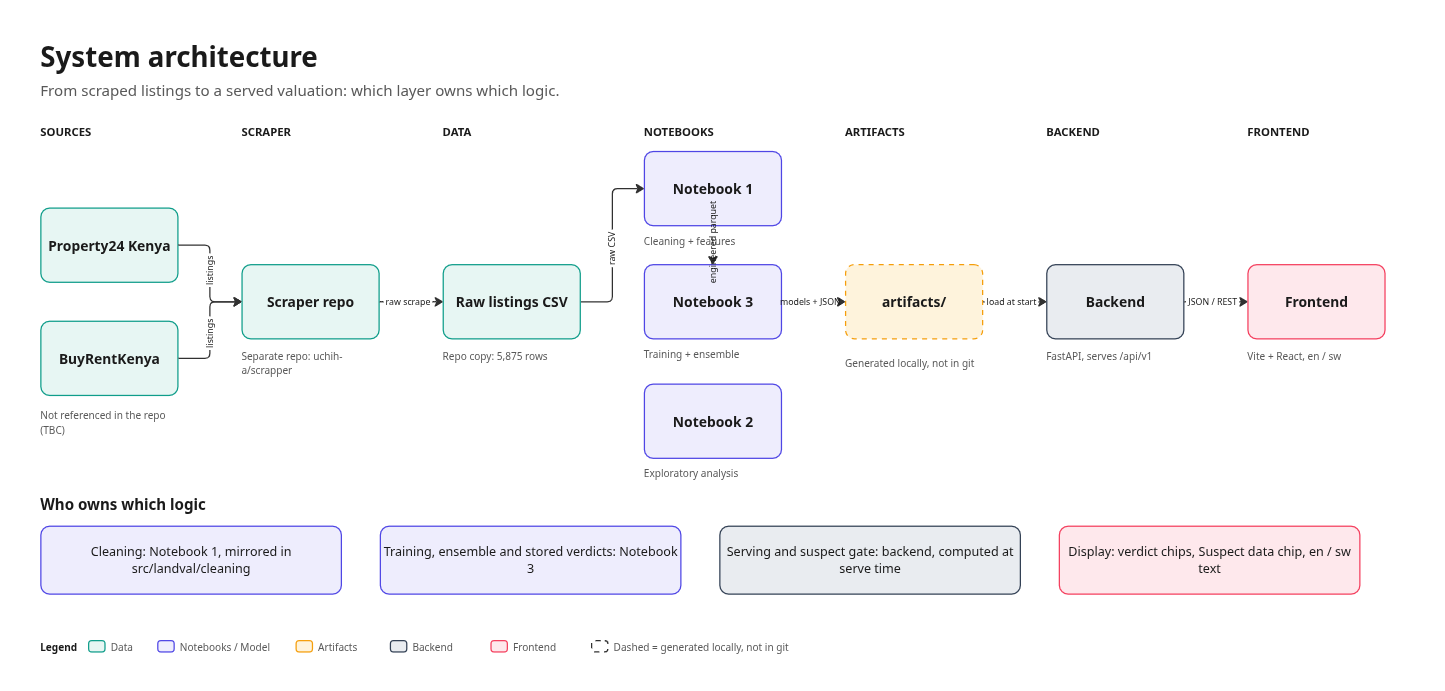 System architecture
From scraped listings to a served valuation: which layer owns which logic.
SOURCES
SCRAPER
DATA
NOTEBOOKS
ARTIFACTS
BACKEND
FRONTEND
Property24 Kenya
BuyRentKenya
Not referenced in the repo
(TBC)
listings
listings
Scraper repo
Separate repo: uchih-
a/scrapper
raw scrape
Raw listings CSV
Repo copy: 5,875 rows
raw CSV
Notebook 1
Cleaning + features
engineered parquet
Notebook 3
Training + ensemble
Notebook 2
Exploratory analysis
models + JSON
artifacts/
Generated locally, not in git
load at start
Backend
FastAPI, serves /api/v1
JSON / REST
Frontend
Vite + React, en / sw
Who owns which logic
Cleaning: Notebook 1, mirrored in
src/landval/cleaning
Training, ensemble and stored verdicts: Notebook
3
Serving and suspect gate: backend, computed at
serve time
Display: verdict chips, Suspect data chip, en / sw
text
Legend
Data
Notebooks / Model
Artifacts
Backend
Frontend
Dashed = generated locally, not in git